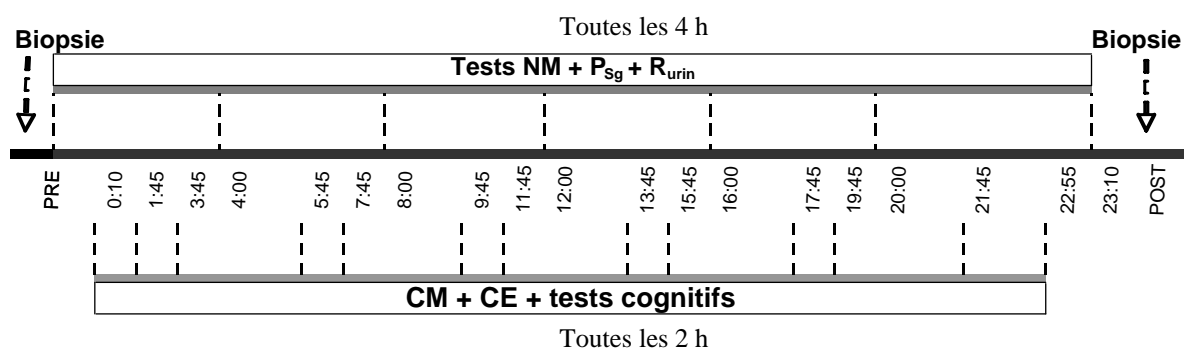 Toutes les 4 h
Biopsie
Biopsie
Tests NM + PSg + Rurin
PRE
0:10
1:45
3:45
4:00
5:45
7:45
8:00
9:45
11:45
12:00
13:45
15:45
16:00
17:45
19:45
20:00
21:45
22:55
23:10
POST
CM + CE + tests cognitifs
Toutes les 2 h